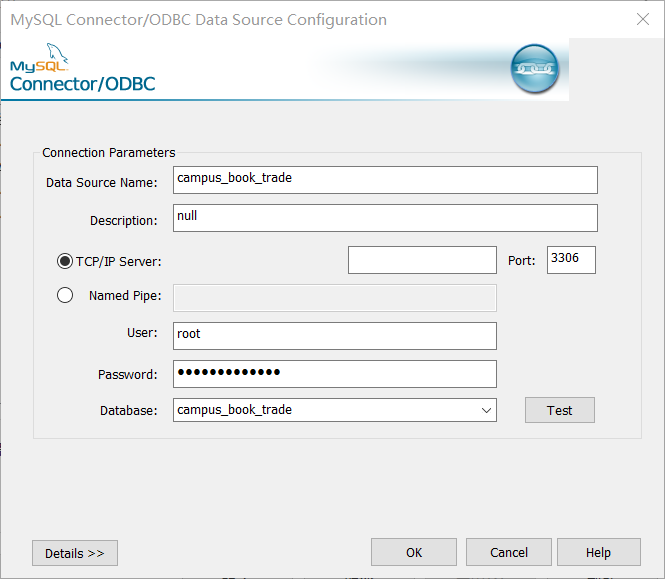 MySQL Connector/ODBC Data Source Configuration
MySQL
Connector/ODBC
Connection Parameters
Data Source Name: campus_book_trade
Description: null
TCP/IP Server: Port: 3306
Named Pipe:
User: root
Password: •••••••••••••
Database: campus_book_trade Test
Details >> OK Cancel Help